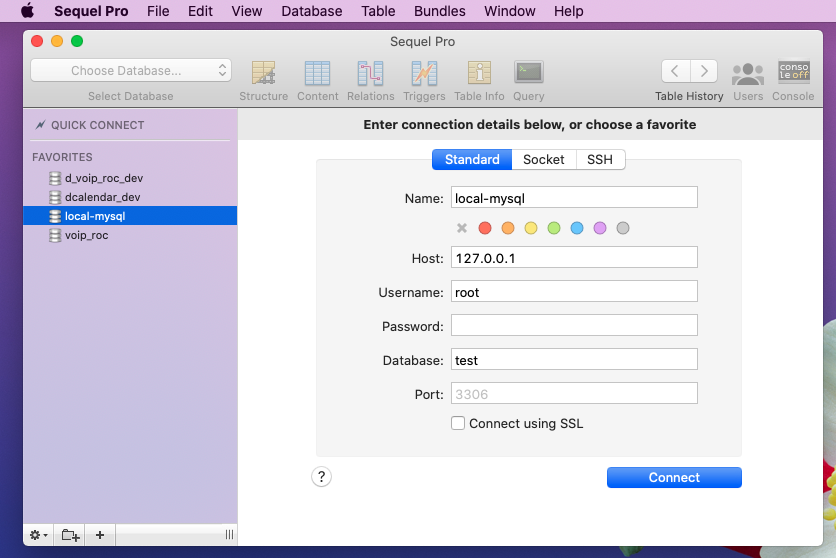 Sequel Pro File Edit View Database Table Bundles Window Help
Sequel Pro
Choose Database...
Select Database Structure Content Relations Triggers Table Info Query Table History Users Console
conso
le off
QUICK CONNECT
FAVORITES
d_voip_roc_dev
dcalendar_dev
local-mysql
voip_roc
Enter connection details below, or choose a favorite
Standard Socket SSH
Name: local-mysql
Host: 127.0.0.1
Username: root
Password:
Database: test
Port: 3306
Connect using SSL
? Connect